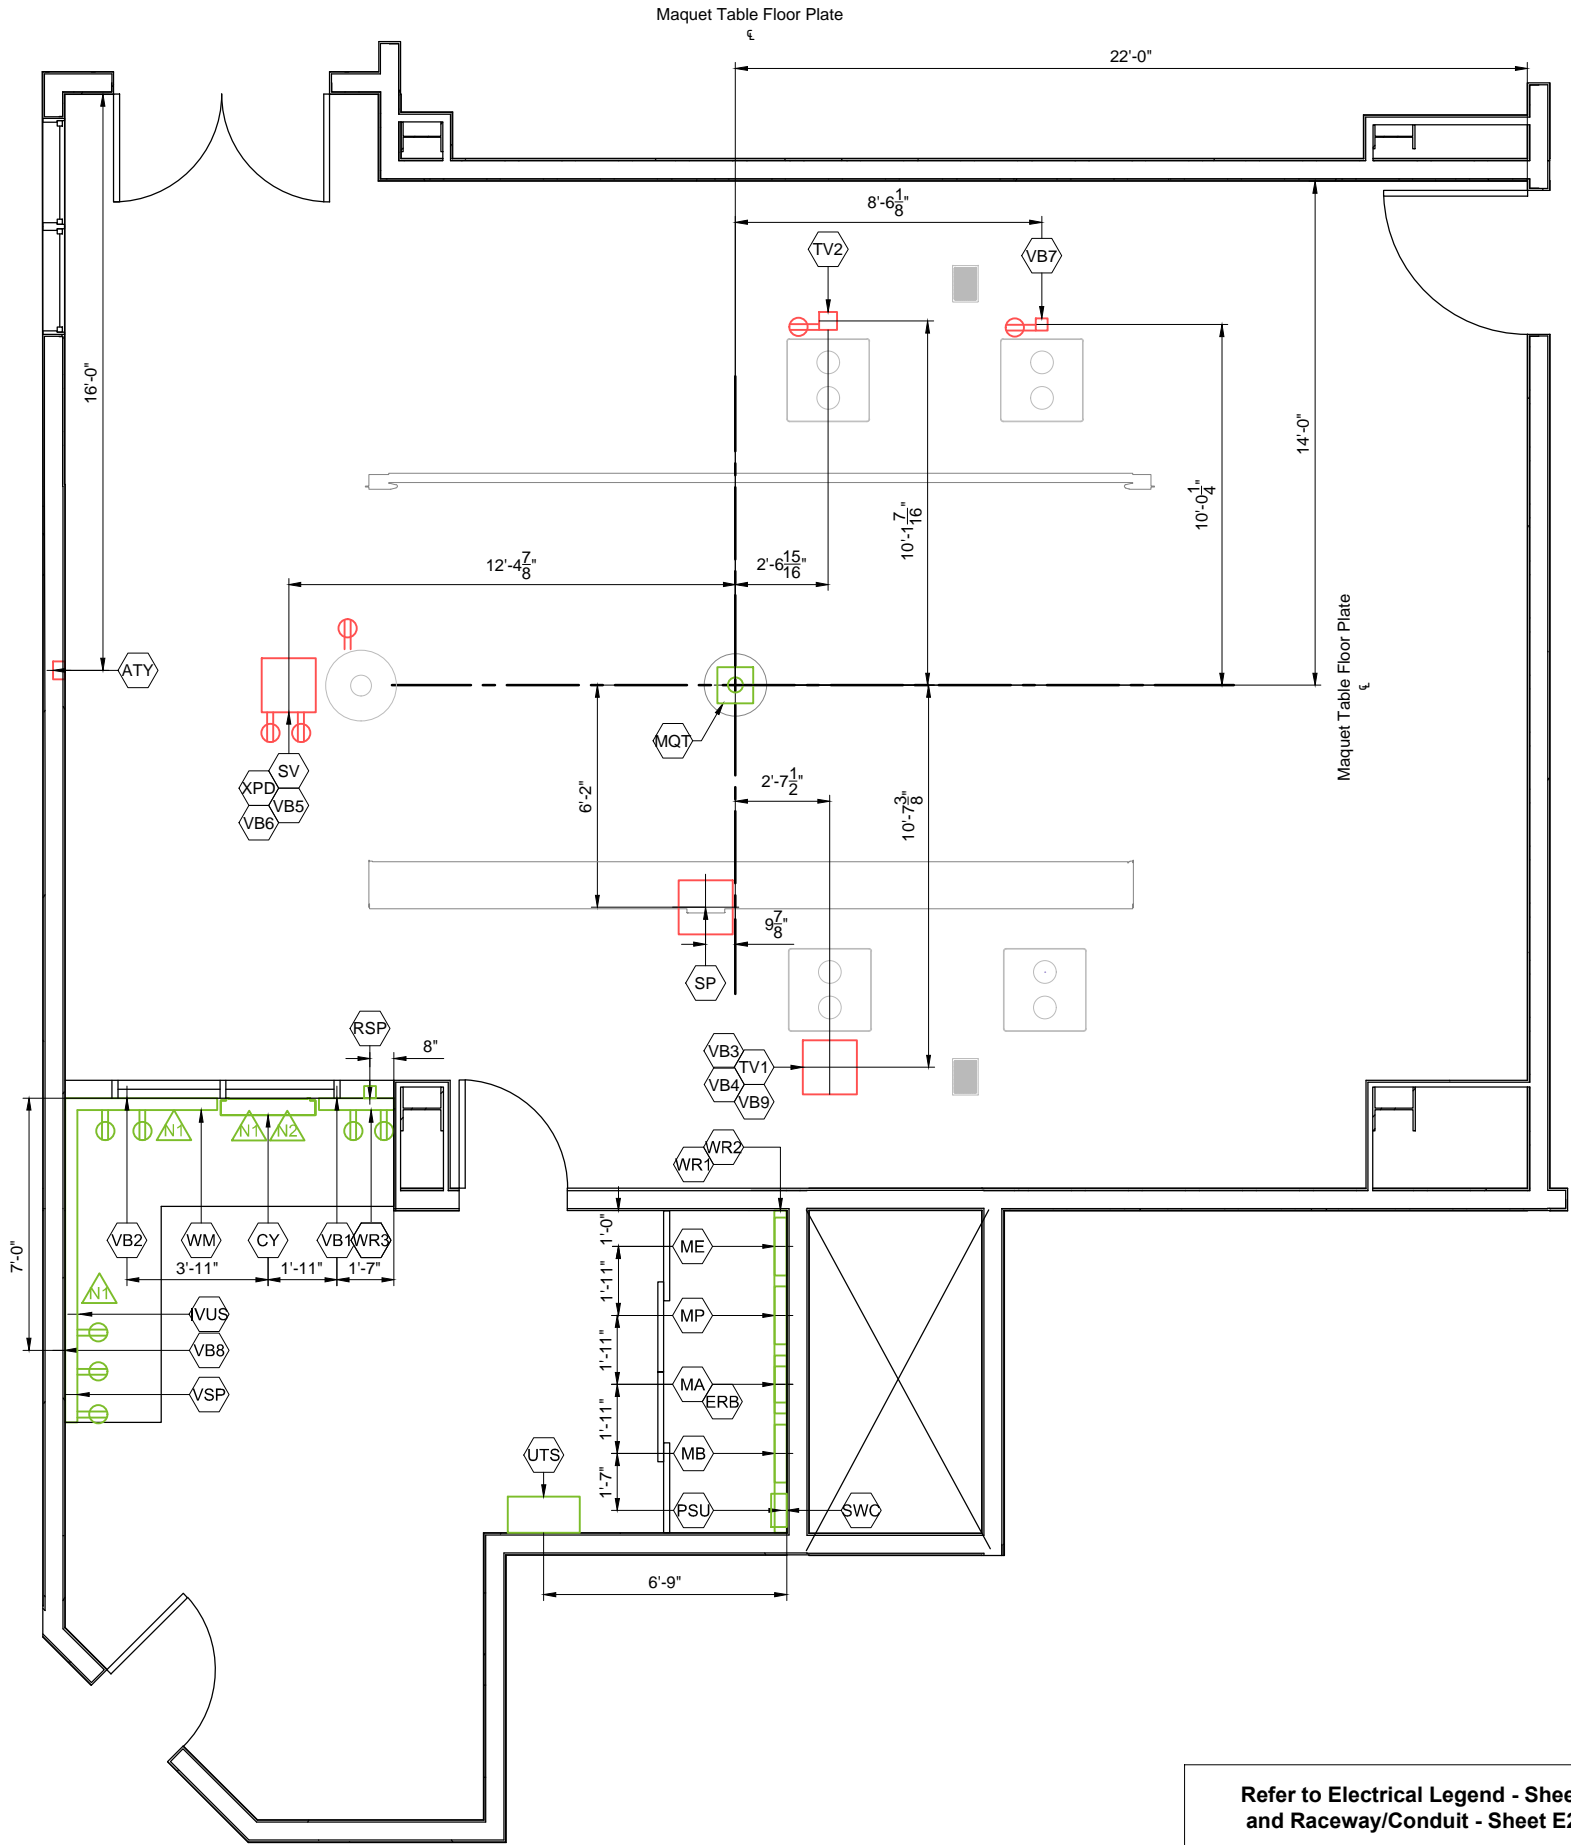 Maquet Table Floor Plate
℄
22'-0"
8'-6 1/8"
TV2
VB7
16'-0"
14'-0"
10'-1 7/16"
10'-0 1/4"
12'-4 7/8"
2'-6 15/16"
Maquet Table Floor Plate
℄
ATY
MQT
SV
XPD
VB5
VB6
6'-2"
2'-7 1/2"
10'-7 3/8"
9 7/8"
SP
RSP
8"
VB3
TV1
VB4
VB9
N1
N1
N2
WR2
WR1
7'-0"
VB2
WM
CY
VB1
WR3
3'-11"
1'-11"
1'-7"
1'-0"
ME
1'-11"
N1
IVUS
MP
VB8
1'-11"
MA
VSP
ERB
1'-11"
UTS
MB
1'-7"
PSU
SWC
6'-9"
Refer to Electrical Legend - Shee
and Raceway/Conduit - Sheet E2